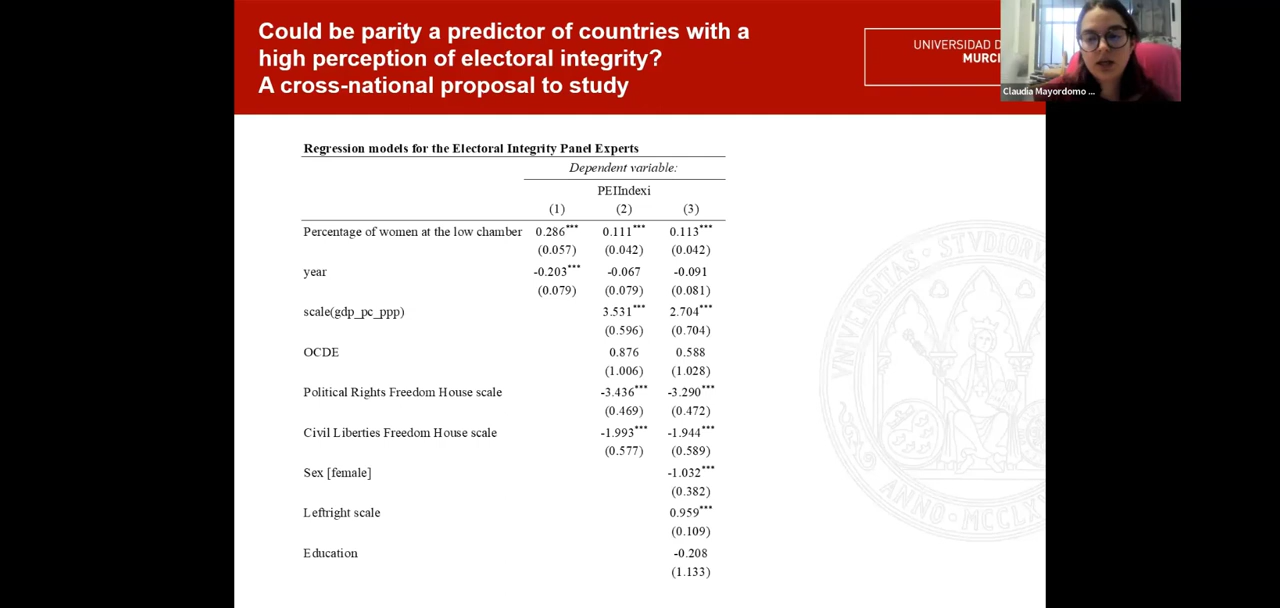 Could be parity a predictor of countries with a
high perception of electoral integrity?
A cross-national proposal to study
UNIVERSIDAD D
MURCI
Claudia Mayordomo ...
Regression models for the Electoral Integrity Panel Experts
Dependent variable:
PEIIndexi
(1) (2) (3)
Percentage of women at the low chamber 0.286*** 0.111*** 0.113***
(0.057) (0.042) (0.042)
year -0.203*** -0.067 -0.091
(0.079) (0.079) (0.081)
scale(gdp_pc_ppp) 3.531*** 2.704***
(0.596) (0.704)
OCDE 0.876 0.588
(1.006) (1.028)
Political Rights Freedom House scale -3.436*** -3.290***
(0.469) (0.472)
Civil Liberties Freedom House scale -1.993*** -1.944***
(0.577) (0.589)
Sex [female] -1.032***
(0.382)
Leftright scale 0.959***
(0.109)
Education -0.208
(1.133)